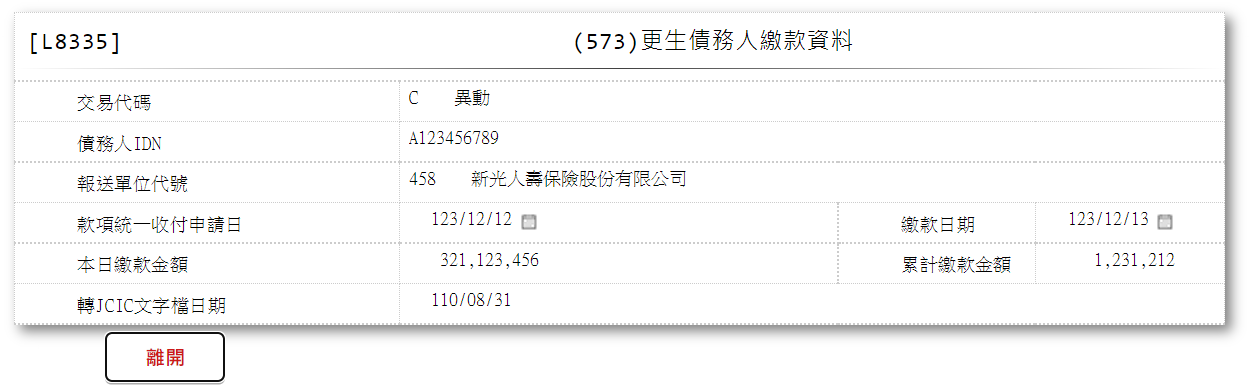 [L8335] (573)更生債務人繳款資料
交易代碼 C 異動
債務人IDN A123456789
報送單位代號 458 新光人壽保險股份有限公司
款項統一收付申請日 123/12/12 繳款日期 123/12/13
本日繳款金額 321,123,456 累計繳款金額 1,231,212
轉JCIC文字檔日期 110/08/31
離開